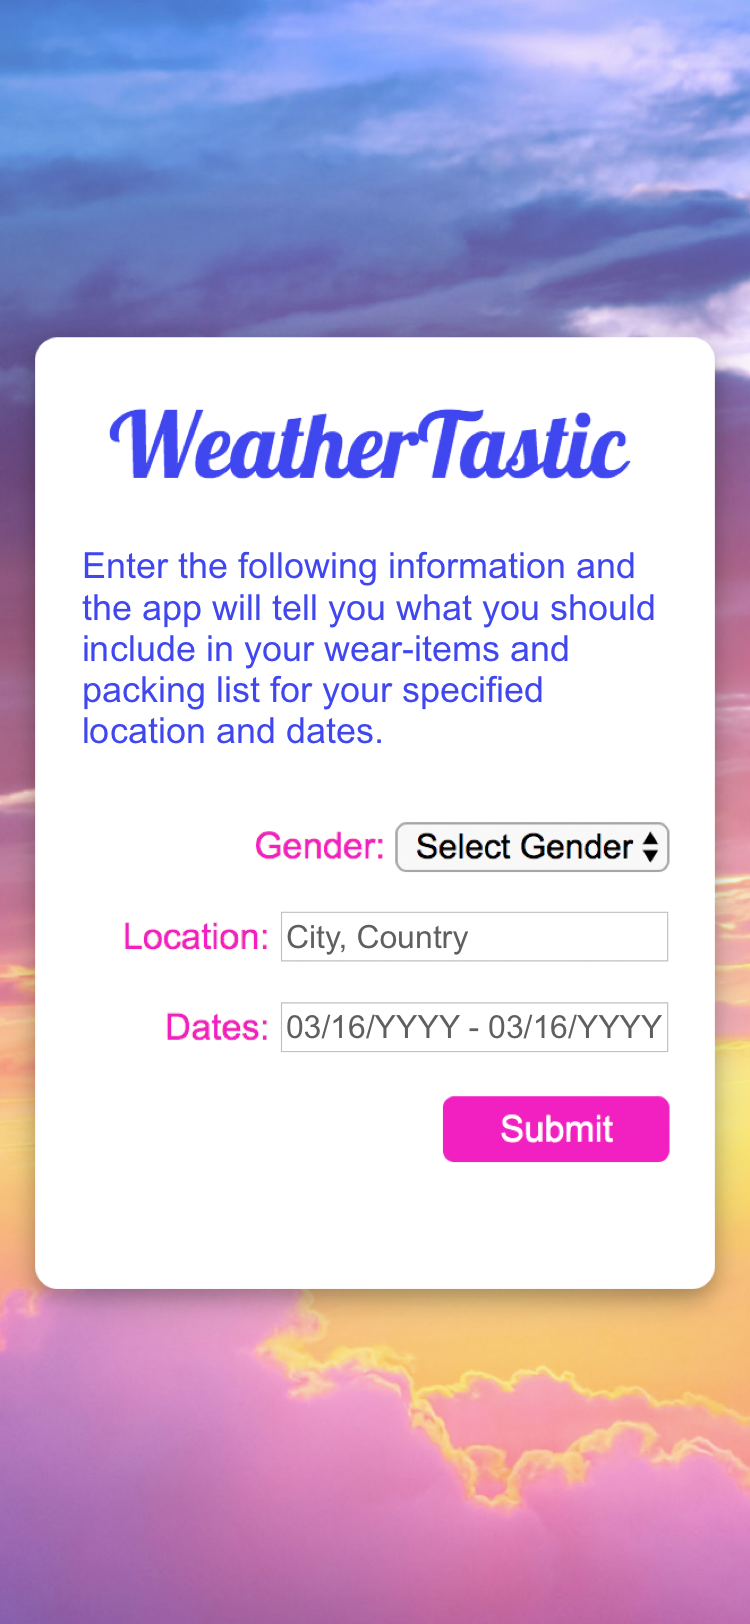 WeatherTastic
Enter the following information and
the app will tell you what you should
include in your wear-items and
packing list for your specified
location and dates.
Gender: Select Gender
Location: City, Country
Dates: 03/16/YYYY - 03/16/YYYY
Submit